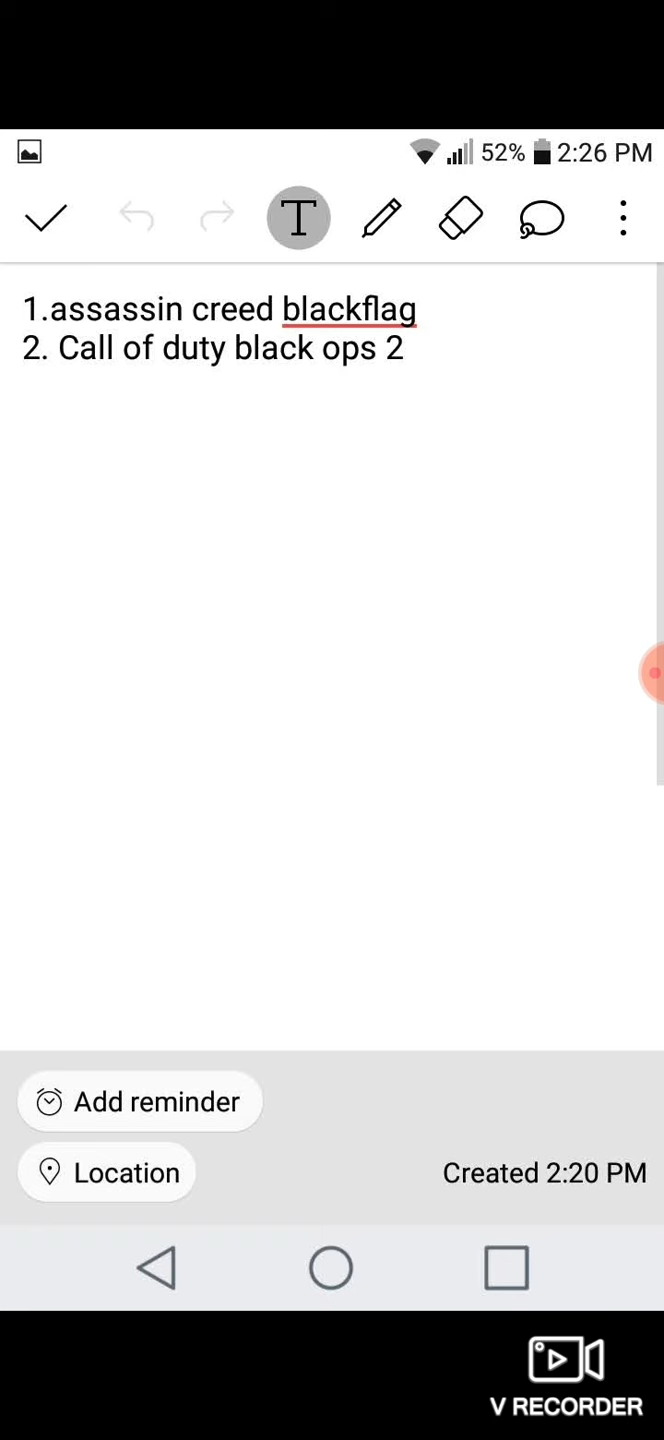 52% 2:26 PM
T
1.assassin creed blackflag
2. Call of duty black ops 2
Add reminder
Location
Created 2:20 PM
V RECORDER